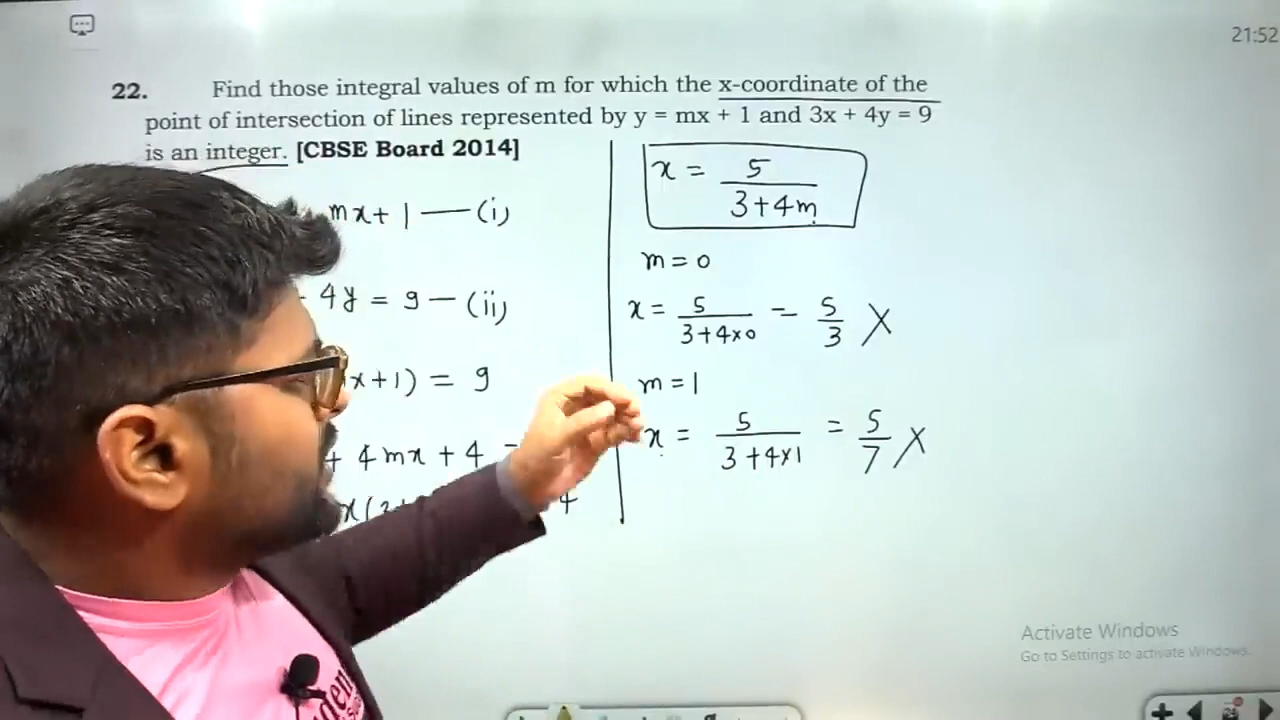 21:52
22. Find those integral values of m for which the x-coordinate of the
point of intersection of lines represented by y = mx + 1 and 3x + 4y = 9
is an integer. [CBSE Board 2014]
mx + 1 — (i)
4y = 9 — (ii)
x+1) = 9
+ 4mx + 4
x(
4
x = 5 / 3+4m
m = 0
x = 5 / 3+4×0 = 5/3 X
m = 1
x = 5 / 3+4×1 = 5/7 X
Activate Windows
Go to Settings to activate Windows.